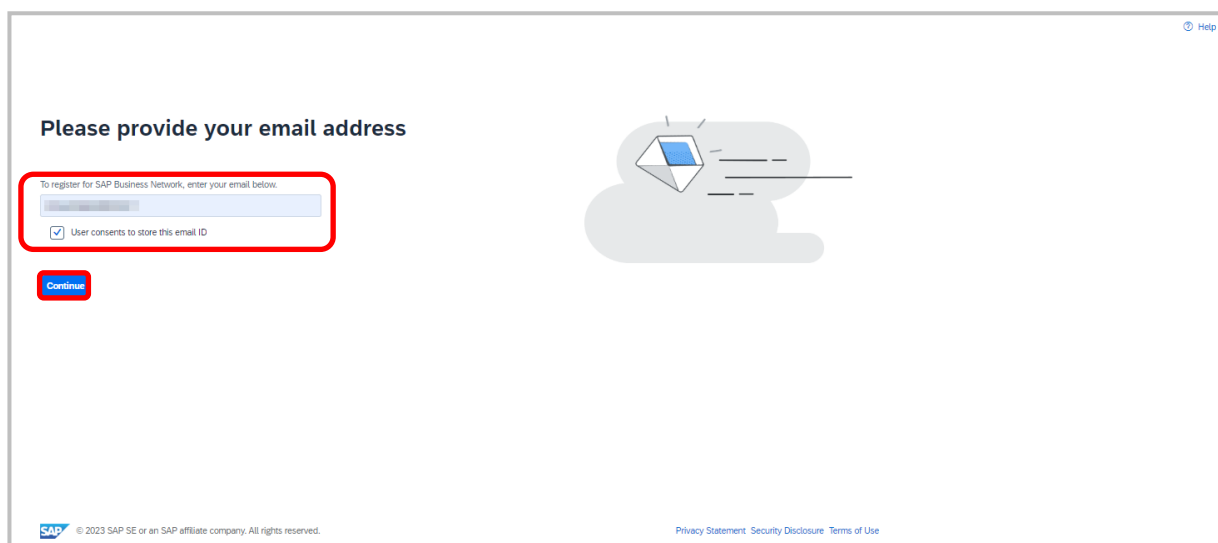 Help
Please provide your email address
To register for SAP Business Network, enter your email below.
User consents to store this email ID
Continue
SAP © 2023 SAP SE or an SAP affiliate company. All rights reserved.
Privacy Statement Security Disclosure Terms of Use